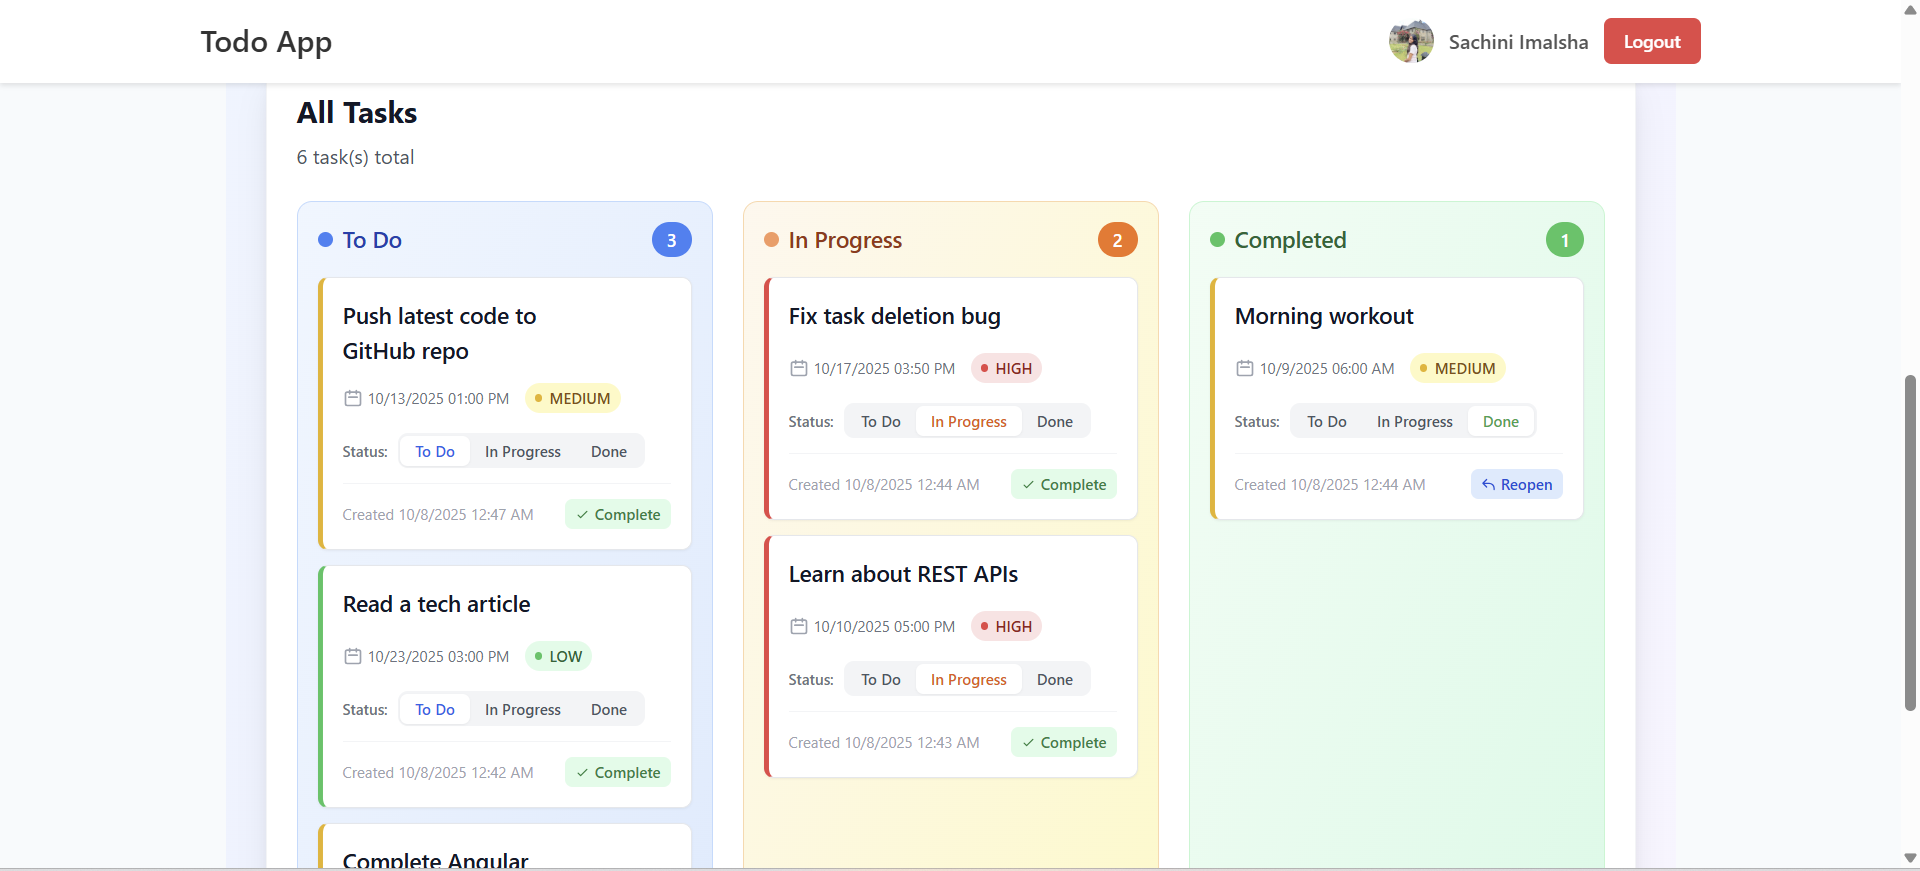 Todo App
Sachini Imalsha
Logout
All Tasks
6 task(s) total
To Do
3
Push latest code to
GitHub repo
10/13/2025 01:00 PM
MEDIUM
Status:
To Do
In Progress
Done
Created 10/8/2025 12:47 AM
Complete
Read a tech article
10/23/2025 03:00 PM
LOW
Status:
To Do
In Progress
Done
Created 10/8/2025 12:42 AM
Complete
Complete Angular
In Progress
2
Fix task deletion bug
10/17/2025 03:50 PM
HIGH
Status:
To Do
In Progress
Done
Created 10/8/2025 12:44 AM
Complete
Learn about REST APIs
10/10/2025 05:00 PM
HIGH
Status:
To Do
In Progress
Done
Created 10/8/2025 12:43 AM
Complete
Completed
1
Morning workout
10/9/2025 06:00 AM
MEDIUM
Status:
To Do
In Progress
Done
Created 10/8/2025 12:44 AM
Reopen